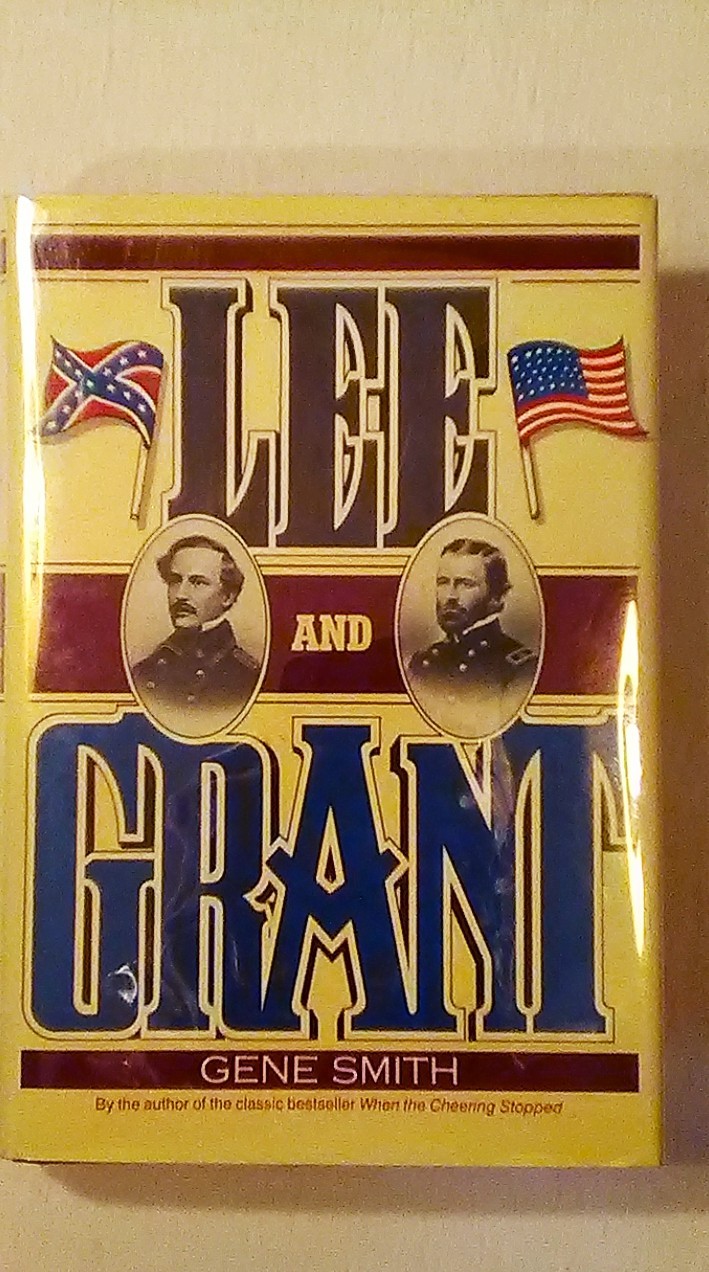 LEE
AND
GRANT
GENE SMITH
By the author of the classic bestseller When the Cheering Stopped